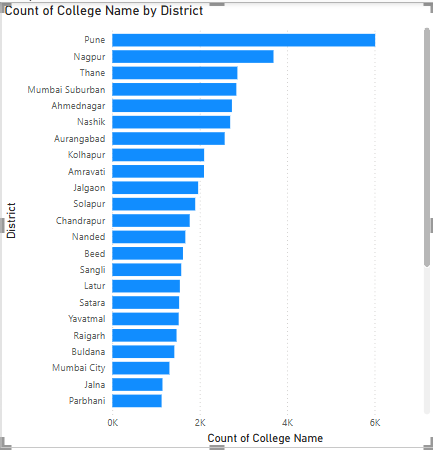 Count of College Name by District
Pune
Nagpur
Thane
Mumbai Suburban
Ahmednagar
Nashik
Aurangabad
Kolhapur
Amravati
Jalgaon
Solapur
Chandrapur
Nanded
Beed
Sangli
Latur
Satara
Yavatmal
Raigarh
Buldana
Mumbai City
Jalna
Parbhani
District
0K 2K 4K 6K
Count of College Name